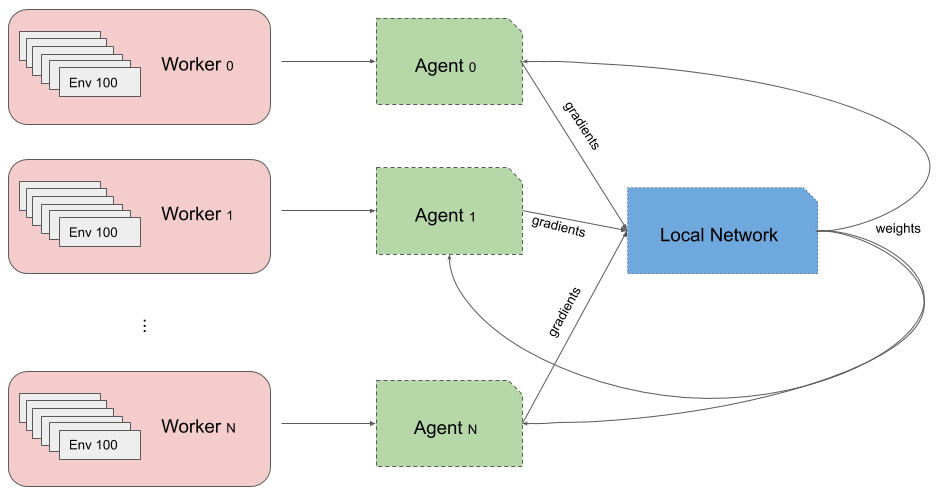 Env 100
Worker 0
Agent 0
gradients
Env 100
Worker 1
Agent 1
gradients
Local Network
weights
gradients
...
Env 100
Worker N
Agent N